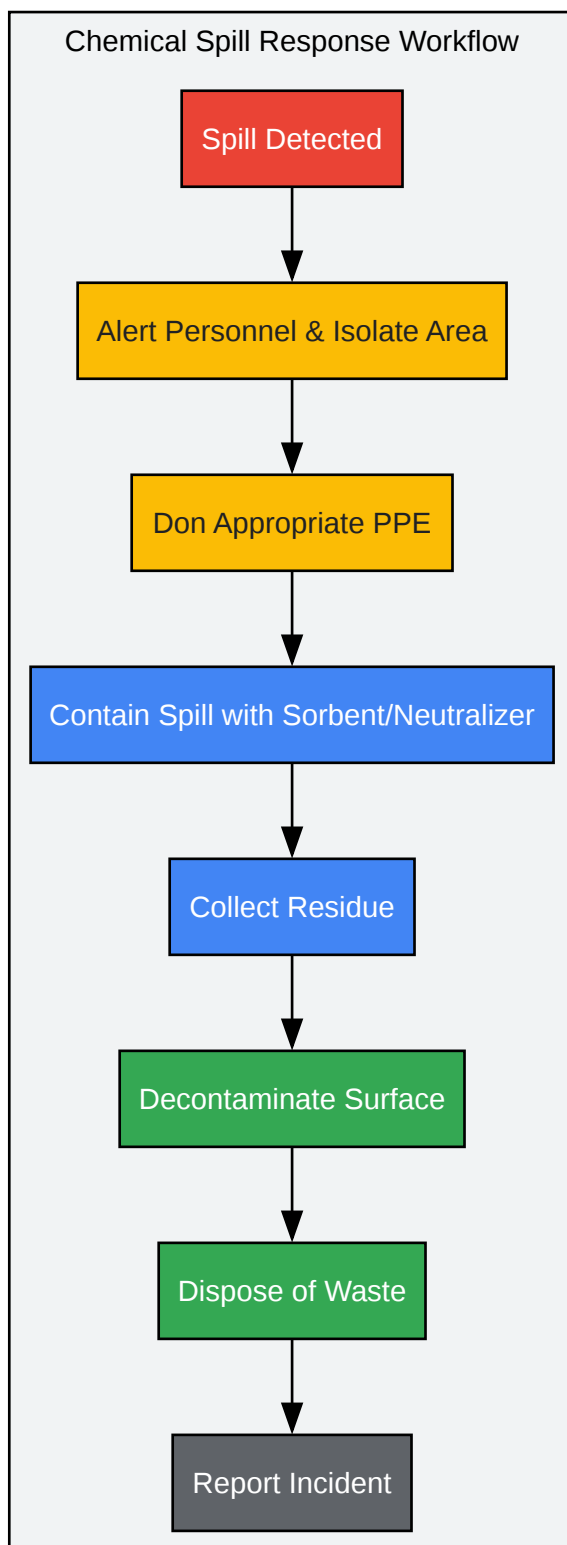 Chemical Spill Response Workflow
Spill Detected
Alert Personnel & Isolate Area
Don Appropriate PPE
Contain Spill with Sorbent/Neutralizer
Collect Residue
Decontaminate Surface
Dispose of Waste
Report Incident